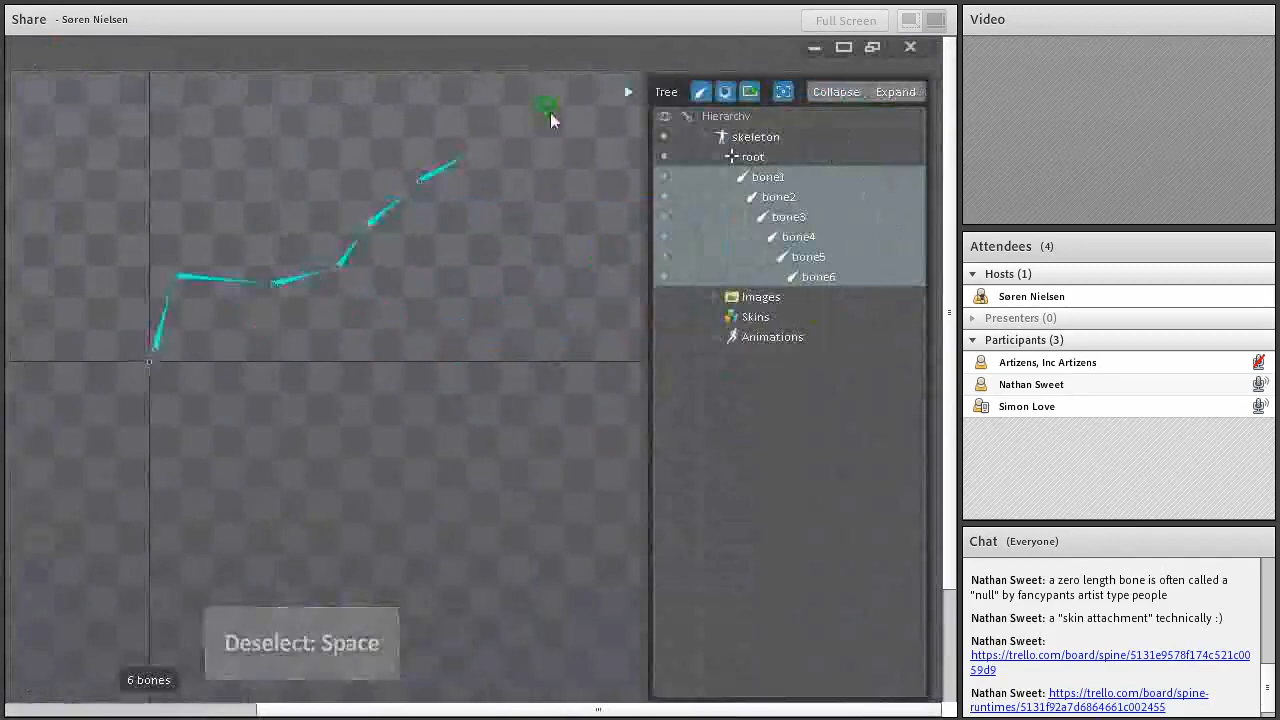 Share - Søren Nielsen
Full Screen
Video
Tree
Collapse
Expand
Hierarchy
skeleton
root
bone1
bone2
bone3
bone4
bone5
bone6
Images
Skins
Animations
Deselect: Space
6 bones
Attendees (4)
Hosts (1)
Søren Nielsen
Presenters (0)
Participants (3)
Artizens, Inc Artizens
Nathan Sweet
Simon Love
Chat (Everyone)
Nathan Sweet: a zero length bone is often called a
"null" by fancypants artist type people
Nathan Sweet: a "skin attachment" technically :)
Nathan Sweet:
https://trello.com/board/spine/5131e9578f174c521c00
59d9
Nathan Sweet: https://trello.com/board/spine-
runtimes/5131f92a7d6864661c002455